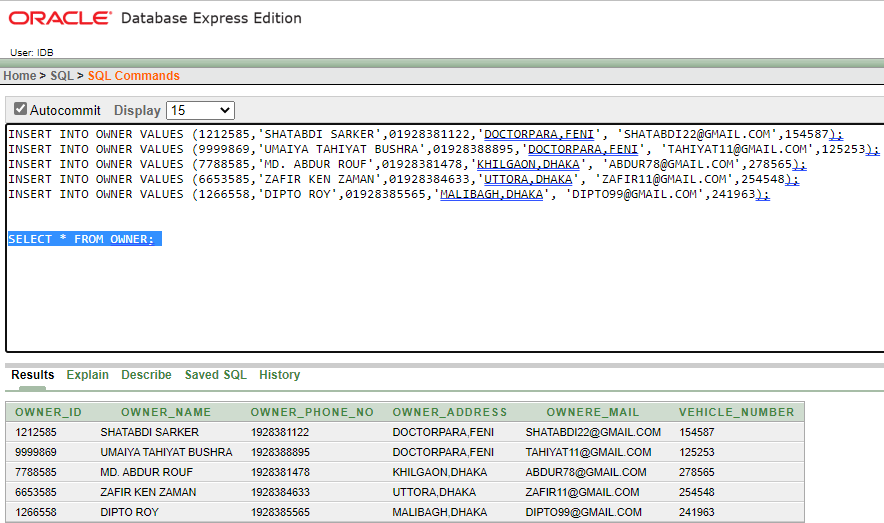 ORACLE® Database Express Edition
User: IDB
Home > SQL > SQL Commands
Autocommit Display 15
INSERT INTO OWNER VALUES (1212585,'SHATABDI SARKER',01928381122,'DOCTORPARA,FENI', 'SHATABDI22@GMAIL.COM',154587);
INSERT INTO OWNER VALUES (9999869,'UMAIYA TAHIYAT BUSHRA',01928388895,'DOCTORPARA,FENI', 'TAHIYAT11@GMAIL.COM',125253);
INSERT INTO OWNER VALUES (7788585,'MD. ABDUR ROUF',01928381478,'KHILGAON,DHAKA', 'ABDUR78@GMAIL.COM',278565);
INSERT INTO OWNER VALUES (6653585,'ZAFIR KEN ZAMAN',01928384633,'UTTORA,DHAKA', 'ZAFIR11@GMAIL.COM',254548);
INSERT INTO OWNER VALUES (1266558,'DIPTO ROY',01928385565,'MALIBAGH,DHAKA', 'DIPTO99@GMAIL.COM',241963);
SELECT * FROM OWNER;
Results Explain Describe Saved SQL History
OWNER_ID OWNER_NAME OWNER_PHONE_NO OWNER_ADDRESS OWNERE_MAIL VEHICLE_NUMBER
1212585 SHATABDI SARKER 1928381122 DOCTORPARA,FENI SHATABDI22@GMAIL.COM 154587
9999869 UMAIYA TAHIYAT BUSHRA 1928388895 DOCTORPARA,FENI TAHIYAT11@GMAIL.COM 125253
7788585 MD. ABDUR ROUF 1928381478 KHILGAON,DHAKA ABDUR78@GMAIL.COM 278565
6653585 ZAFIR KEN ZAMAN 1928384633 UTTORA,DHAKA ZAFIR11@GMAIL.COM 254548
1266558 DIPTO ROY 1928385565 MALIBAGH,DHAKA DIPTO99@GMAIL.COM 241963